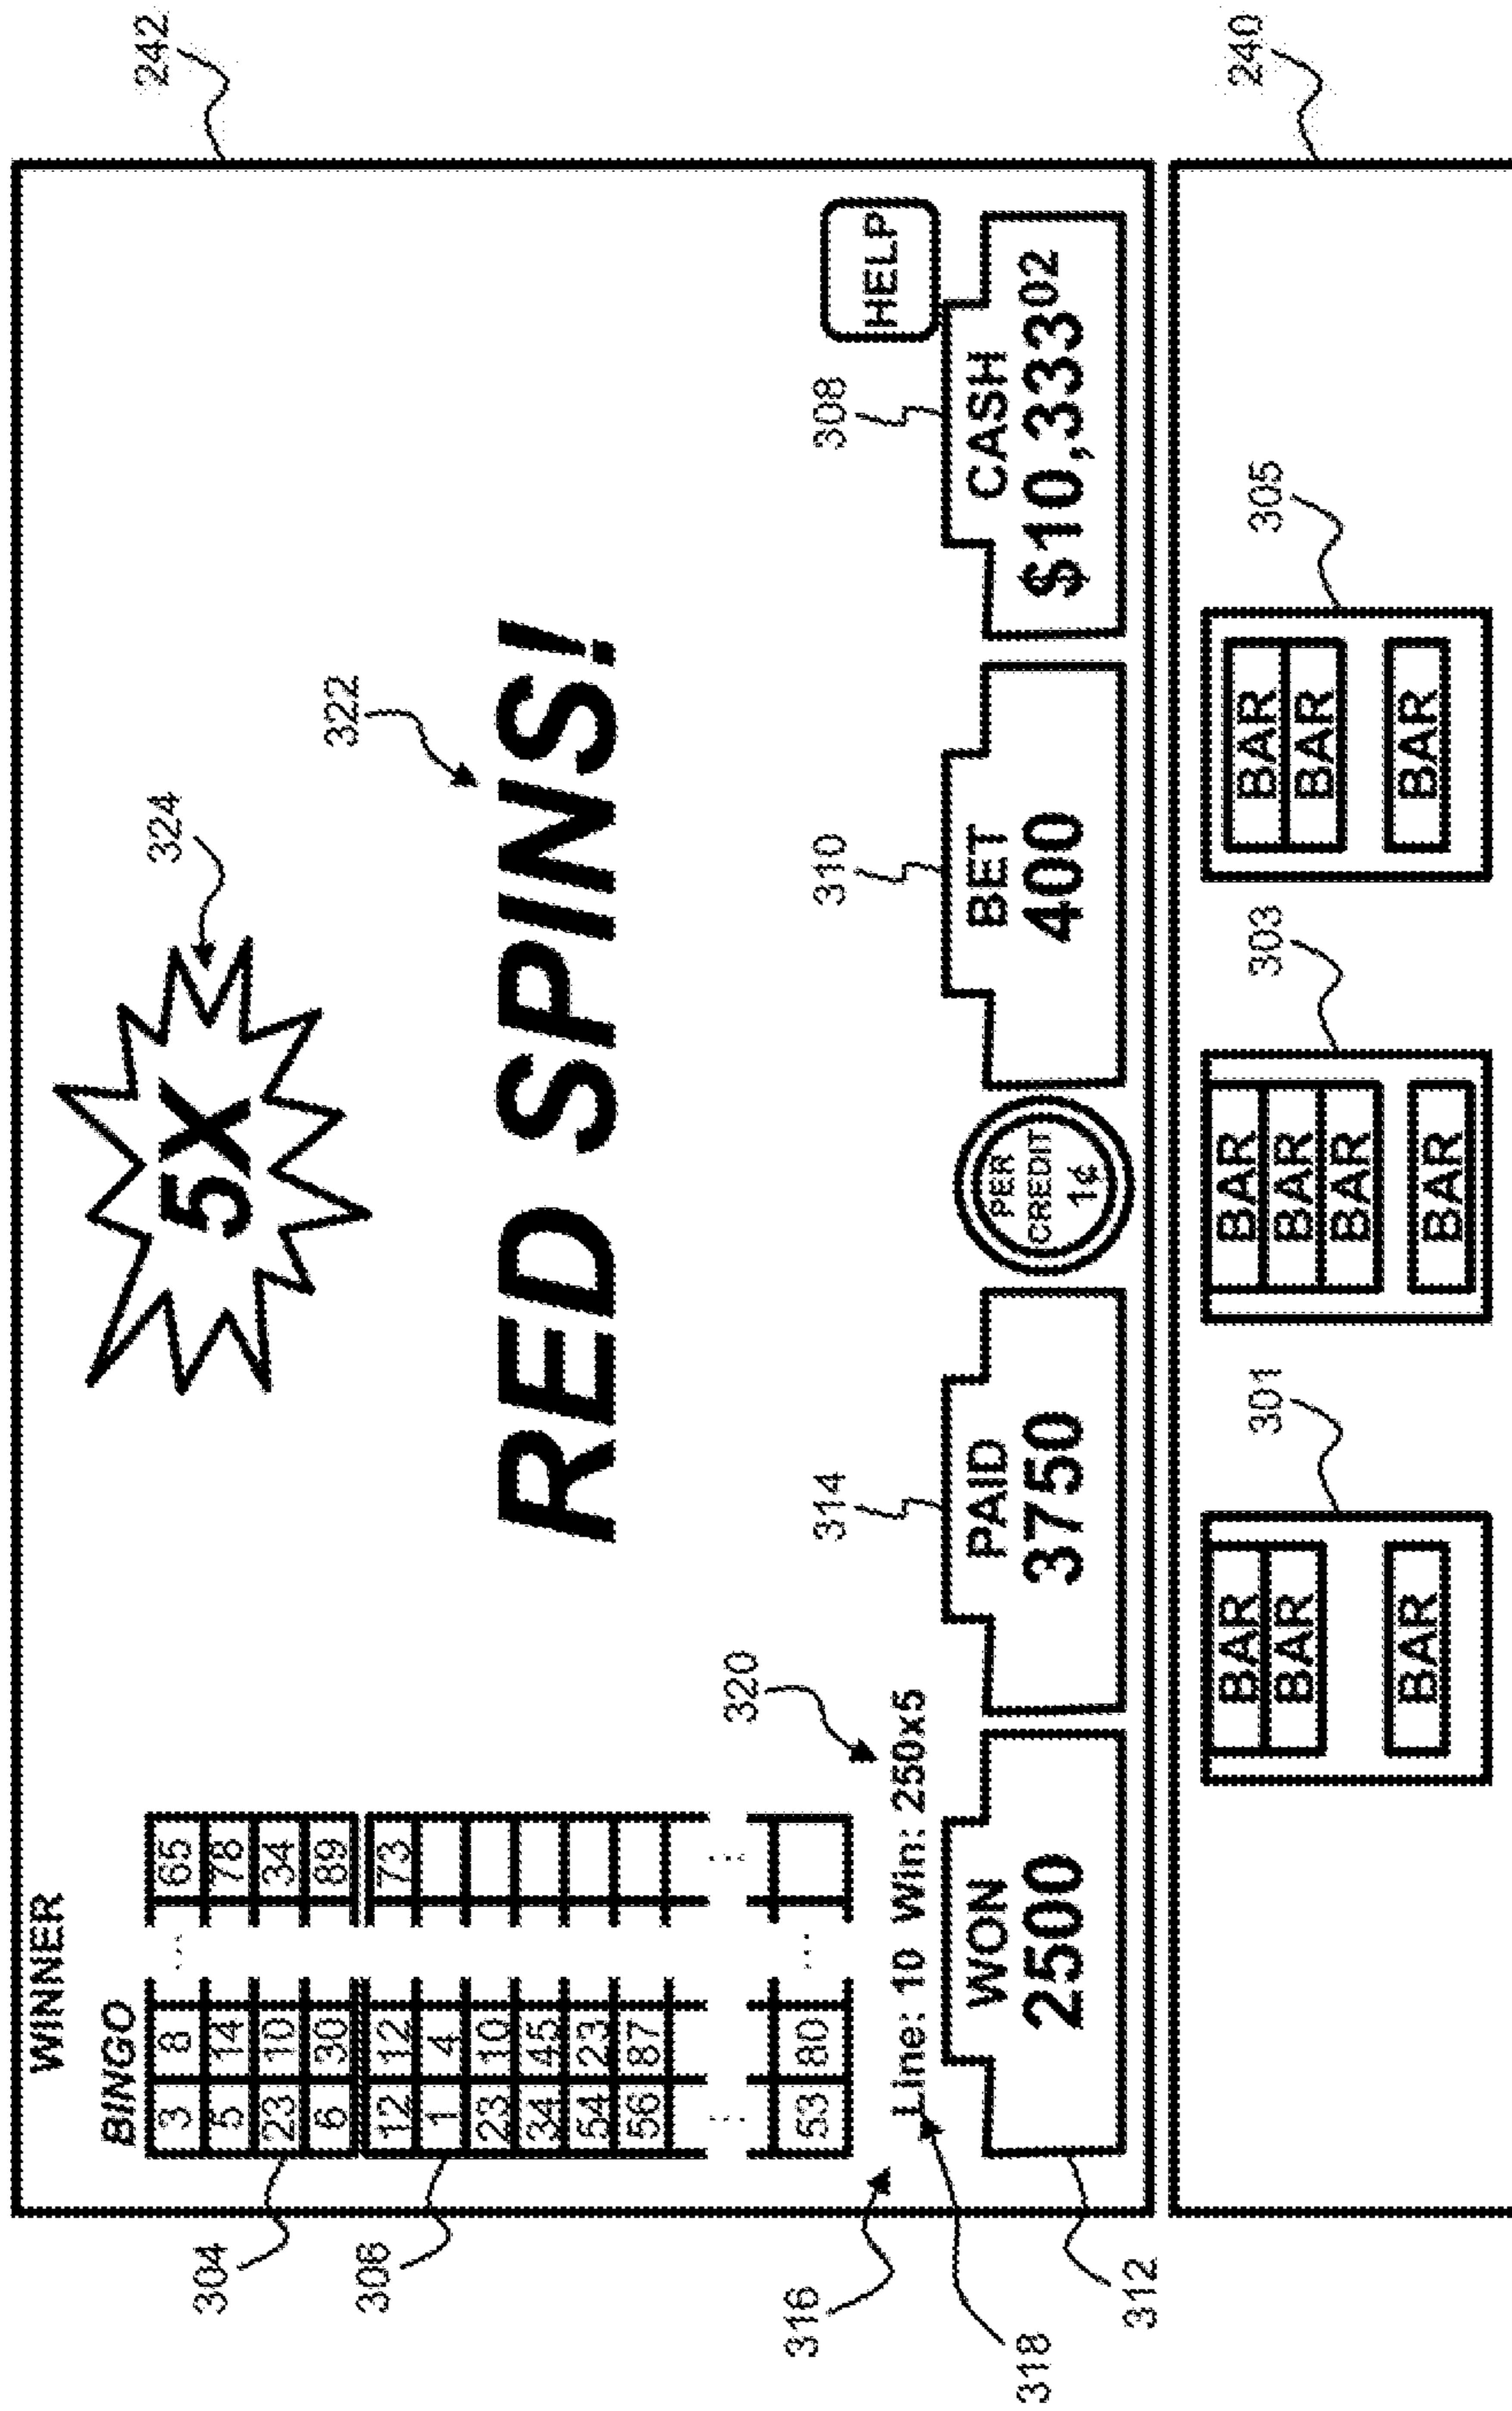 242
WINNER
324
BINGO
5X
3 8 ... 65
5 14 78
23 10 34
6 30 89
304
322
RED SPINS!
12 12 73
1 4
23 10
34 45
54 23
56 87
306
53 80 ...
320
316
Line: 10 Win: 250x5
318
314
310
308
HELP
WON
2500
PAID
3750
PER
CREDIT
1¢
BET
400
CASH
$10,33302
312
240
301
303
305
BAR
BAR
BAR
BAR
BAR
BAR
BAR
BAR
BAR
BAR